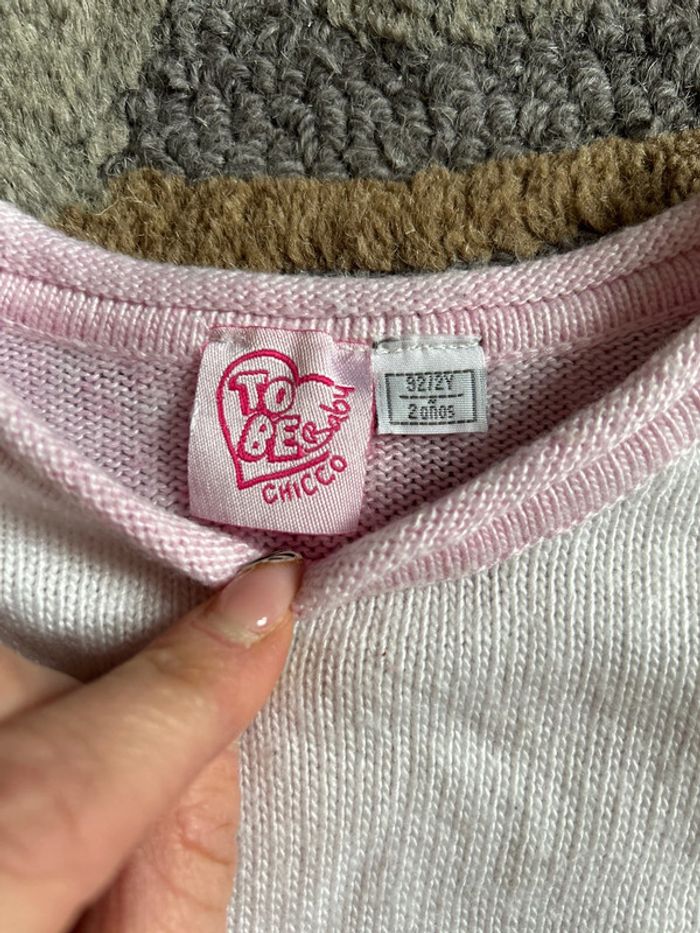 TO
BE Baby
CHICCO
92/2Y
2 años